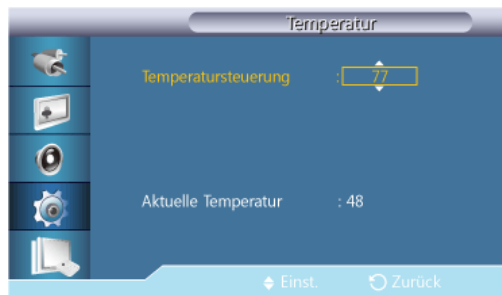 Temperatur
Temperatursteuerung : 77
Aktuelle Temperatur : 48
Einst. Zurück